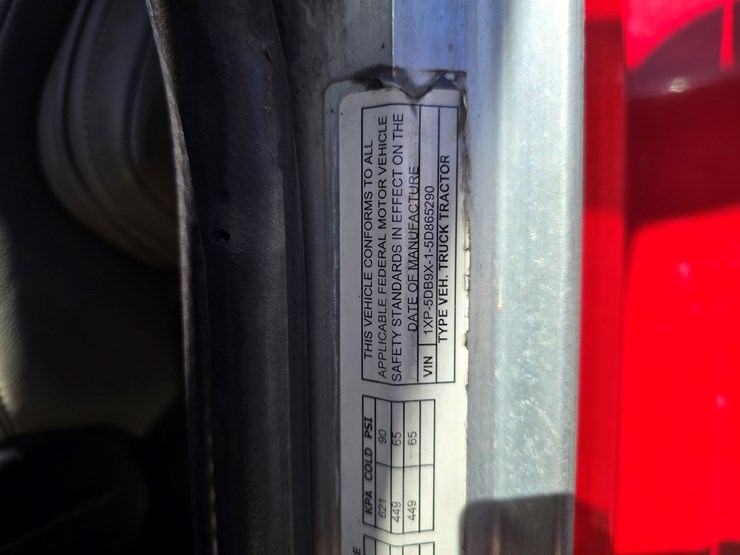 THIS VEHICLE CONFORMS TO ALL
APPLICABLE FEDERAL MOTOR VEHICLE
SAFETY STANDARDS IN EFFECT ON THE
DATE OF MANUFACTURE
VIN 1XP-5DB9X-1-5D865290
TYPE VEH. TRUCK TRACTOR
KPA COLD PSI
621 90
449 65
449 65